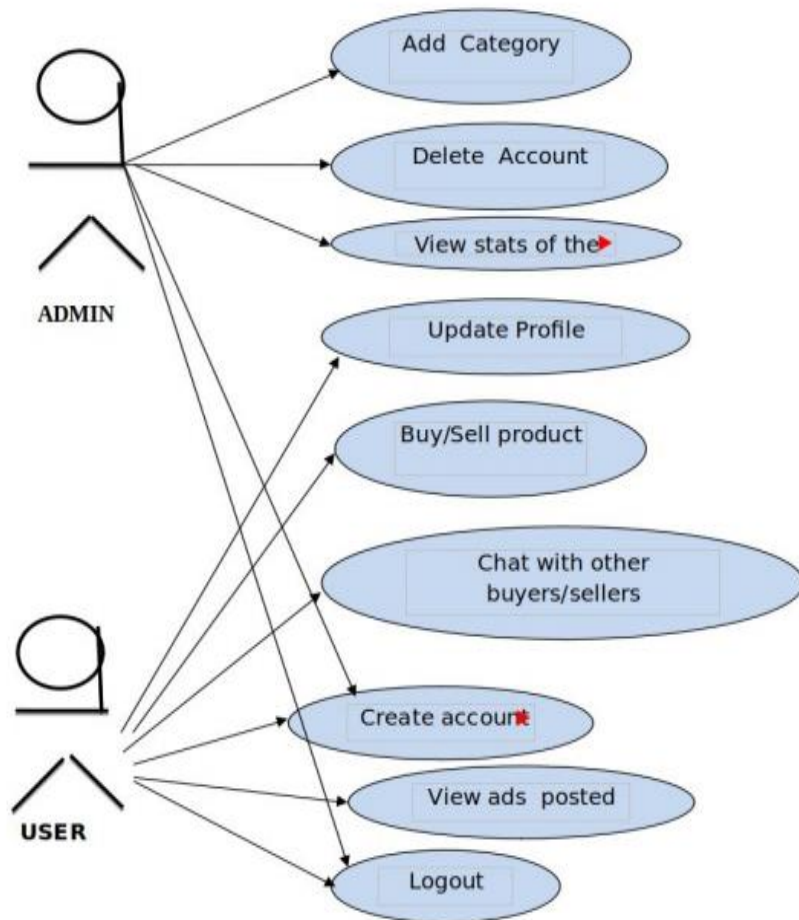 Add Category
Delete Account
View stats of the
ADMIN
Update Profile
Buy/Sell product
Chat with other
buyers/sellers
Create account
View ads posted
USER
Logout